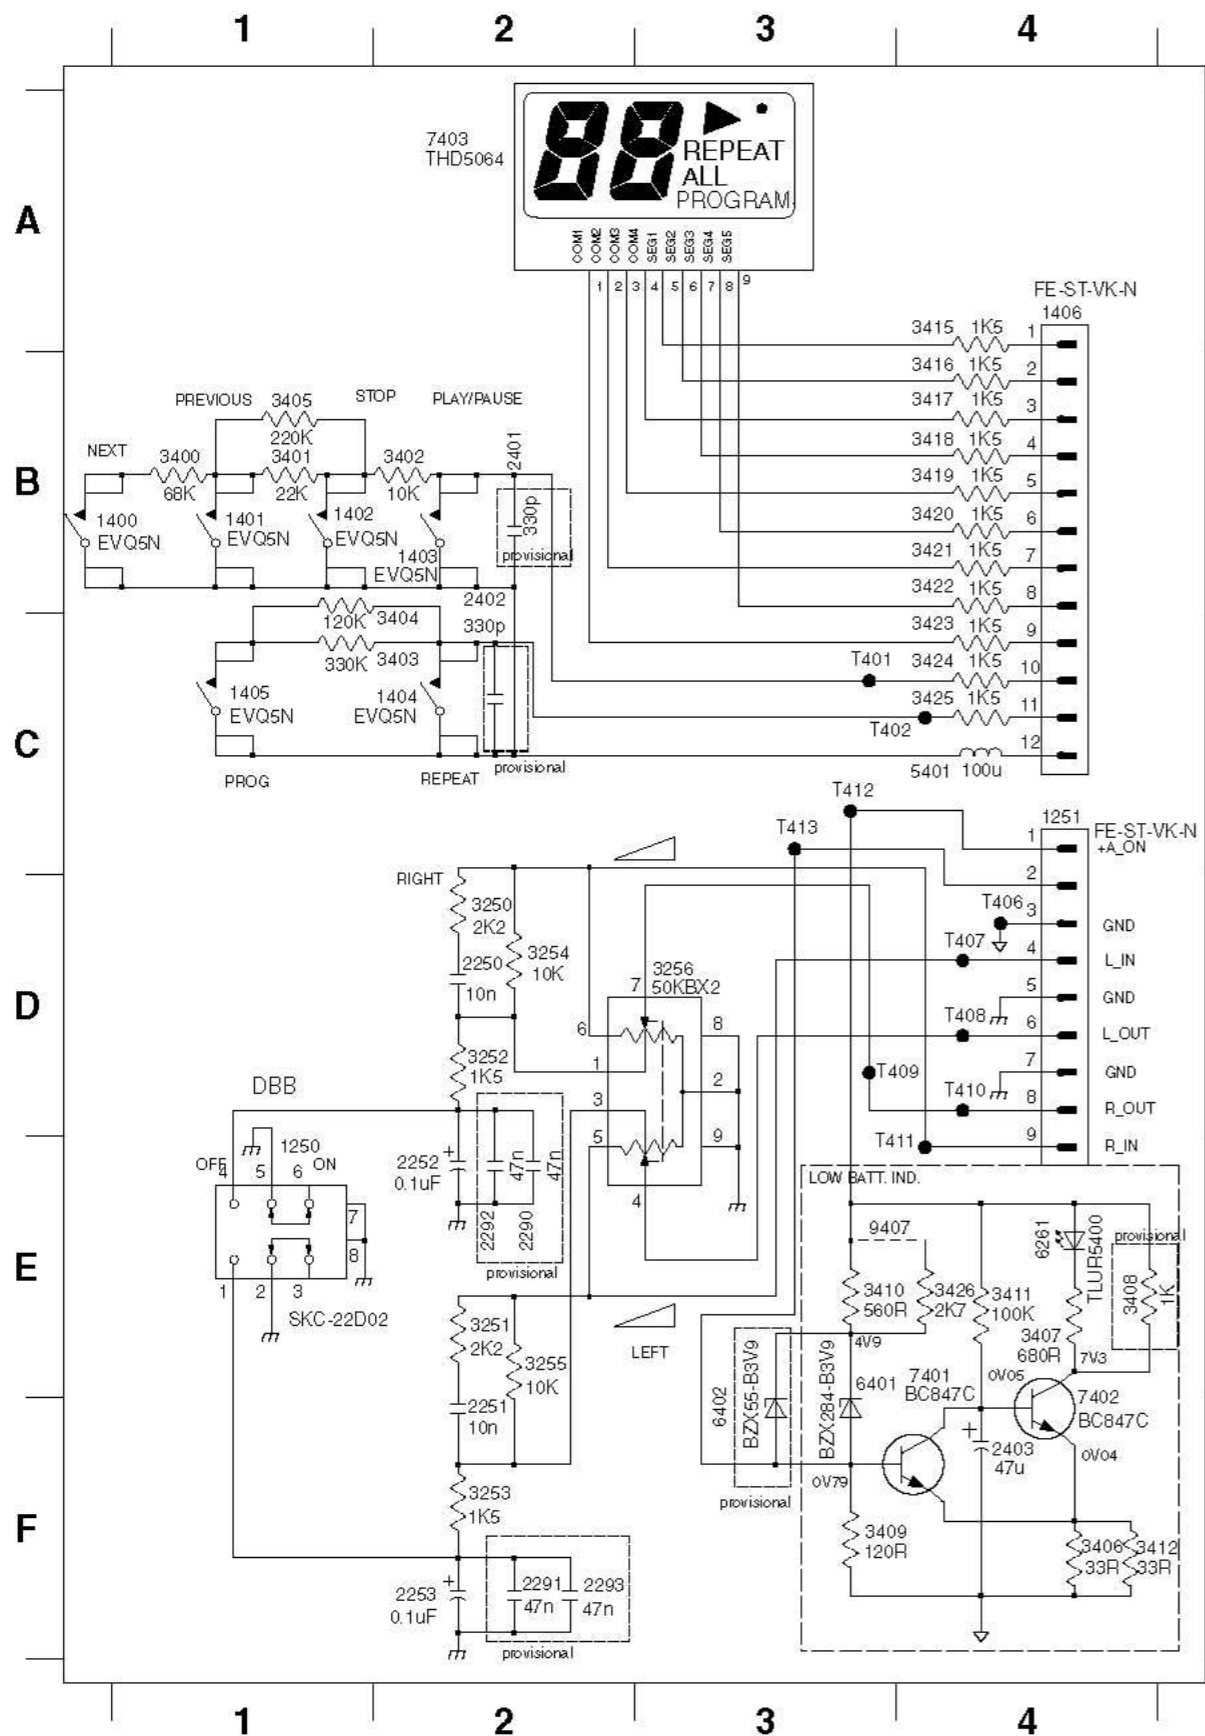 1 2 3 4
7403
THD5064
REPEAT
ALL
PROGRAM
COM1 COM2 COM3 COM4 SEG1 SEG2 SEG3 SEG4 SEG5
1 2 3 4 5 6 7 8 9
A
FE-ST-VK-N
1406
3415 1K5 1
3416 1K5 2
3417 1K5 3
3418 1K5 4
3419 1K5 5
3420 1K5 6
3421 1K5 7
3422 1K5 8
3423 1K5 9
T401 3424 1K5 10
3425 1K5 11
T402
12
5401 100u
B
PREVIOUS 3405 STOP PLAY/PAUSE
220K
NEXT 3400 3401 3402 2401
68K 22K 10K
330p
provisional
1400
EVQ5N
1401
EVQ5N
1402
EVQ5N
1403
EVQ5N
2402
330p
120K 3404
330K 3403
1405
EVQ5N
1404
EVQ5N
C
provisional
PROG REPEAT
T412
T413
1251
FE-ST-VK-N
1 +A_ON
2
T406 3 GND
T407 4 L_IN
5 GND
T408 6 L_OUT
T409 7 GND
T410 8 R_OUT
T411 9 R_IN
RIGHT
3250
2K2
3254
10K
2250
10n
D
3256
50KBX2
7
6 8
1 2
3
5 9
4
3252
1K5
DBB
1250
OFF ON
4 5 6
7
8
1 2 3
SKC-22D02
2252
0.1uF
47n 47n
2292 2290
provisional
E
LOW BATT. IND.
9407
6261
TLUR5400
provisional
3408
1K
3410
560R
3426
2K7
3411
100K
3407
680R
4V9
7V3
0V05
3251
2K2
3255
10K
LEFT
6402
BZX55-B3V9
BZX284-B3V9
6401
7401
BC847C
7402
BC847C
2251
10n
2403
47u
0V04
0V79
provisional
F
3253
1K5
3409
120R
3406
33R
3412
33R
2253
0.1uF
2291
47n
2293
47n
provisional
1 2 3 4